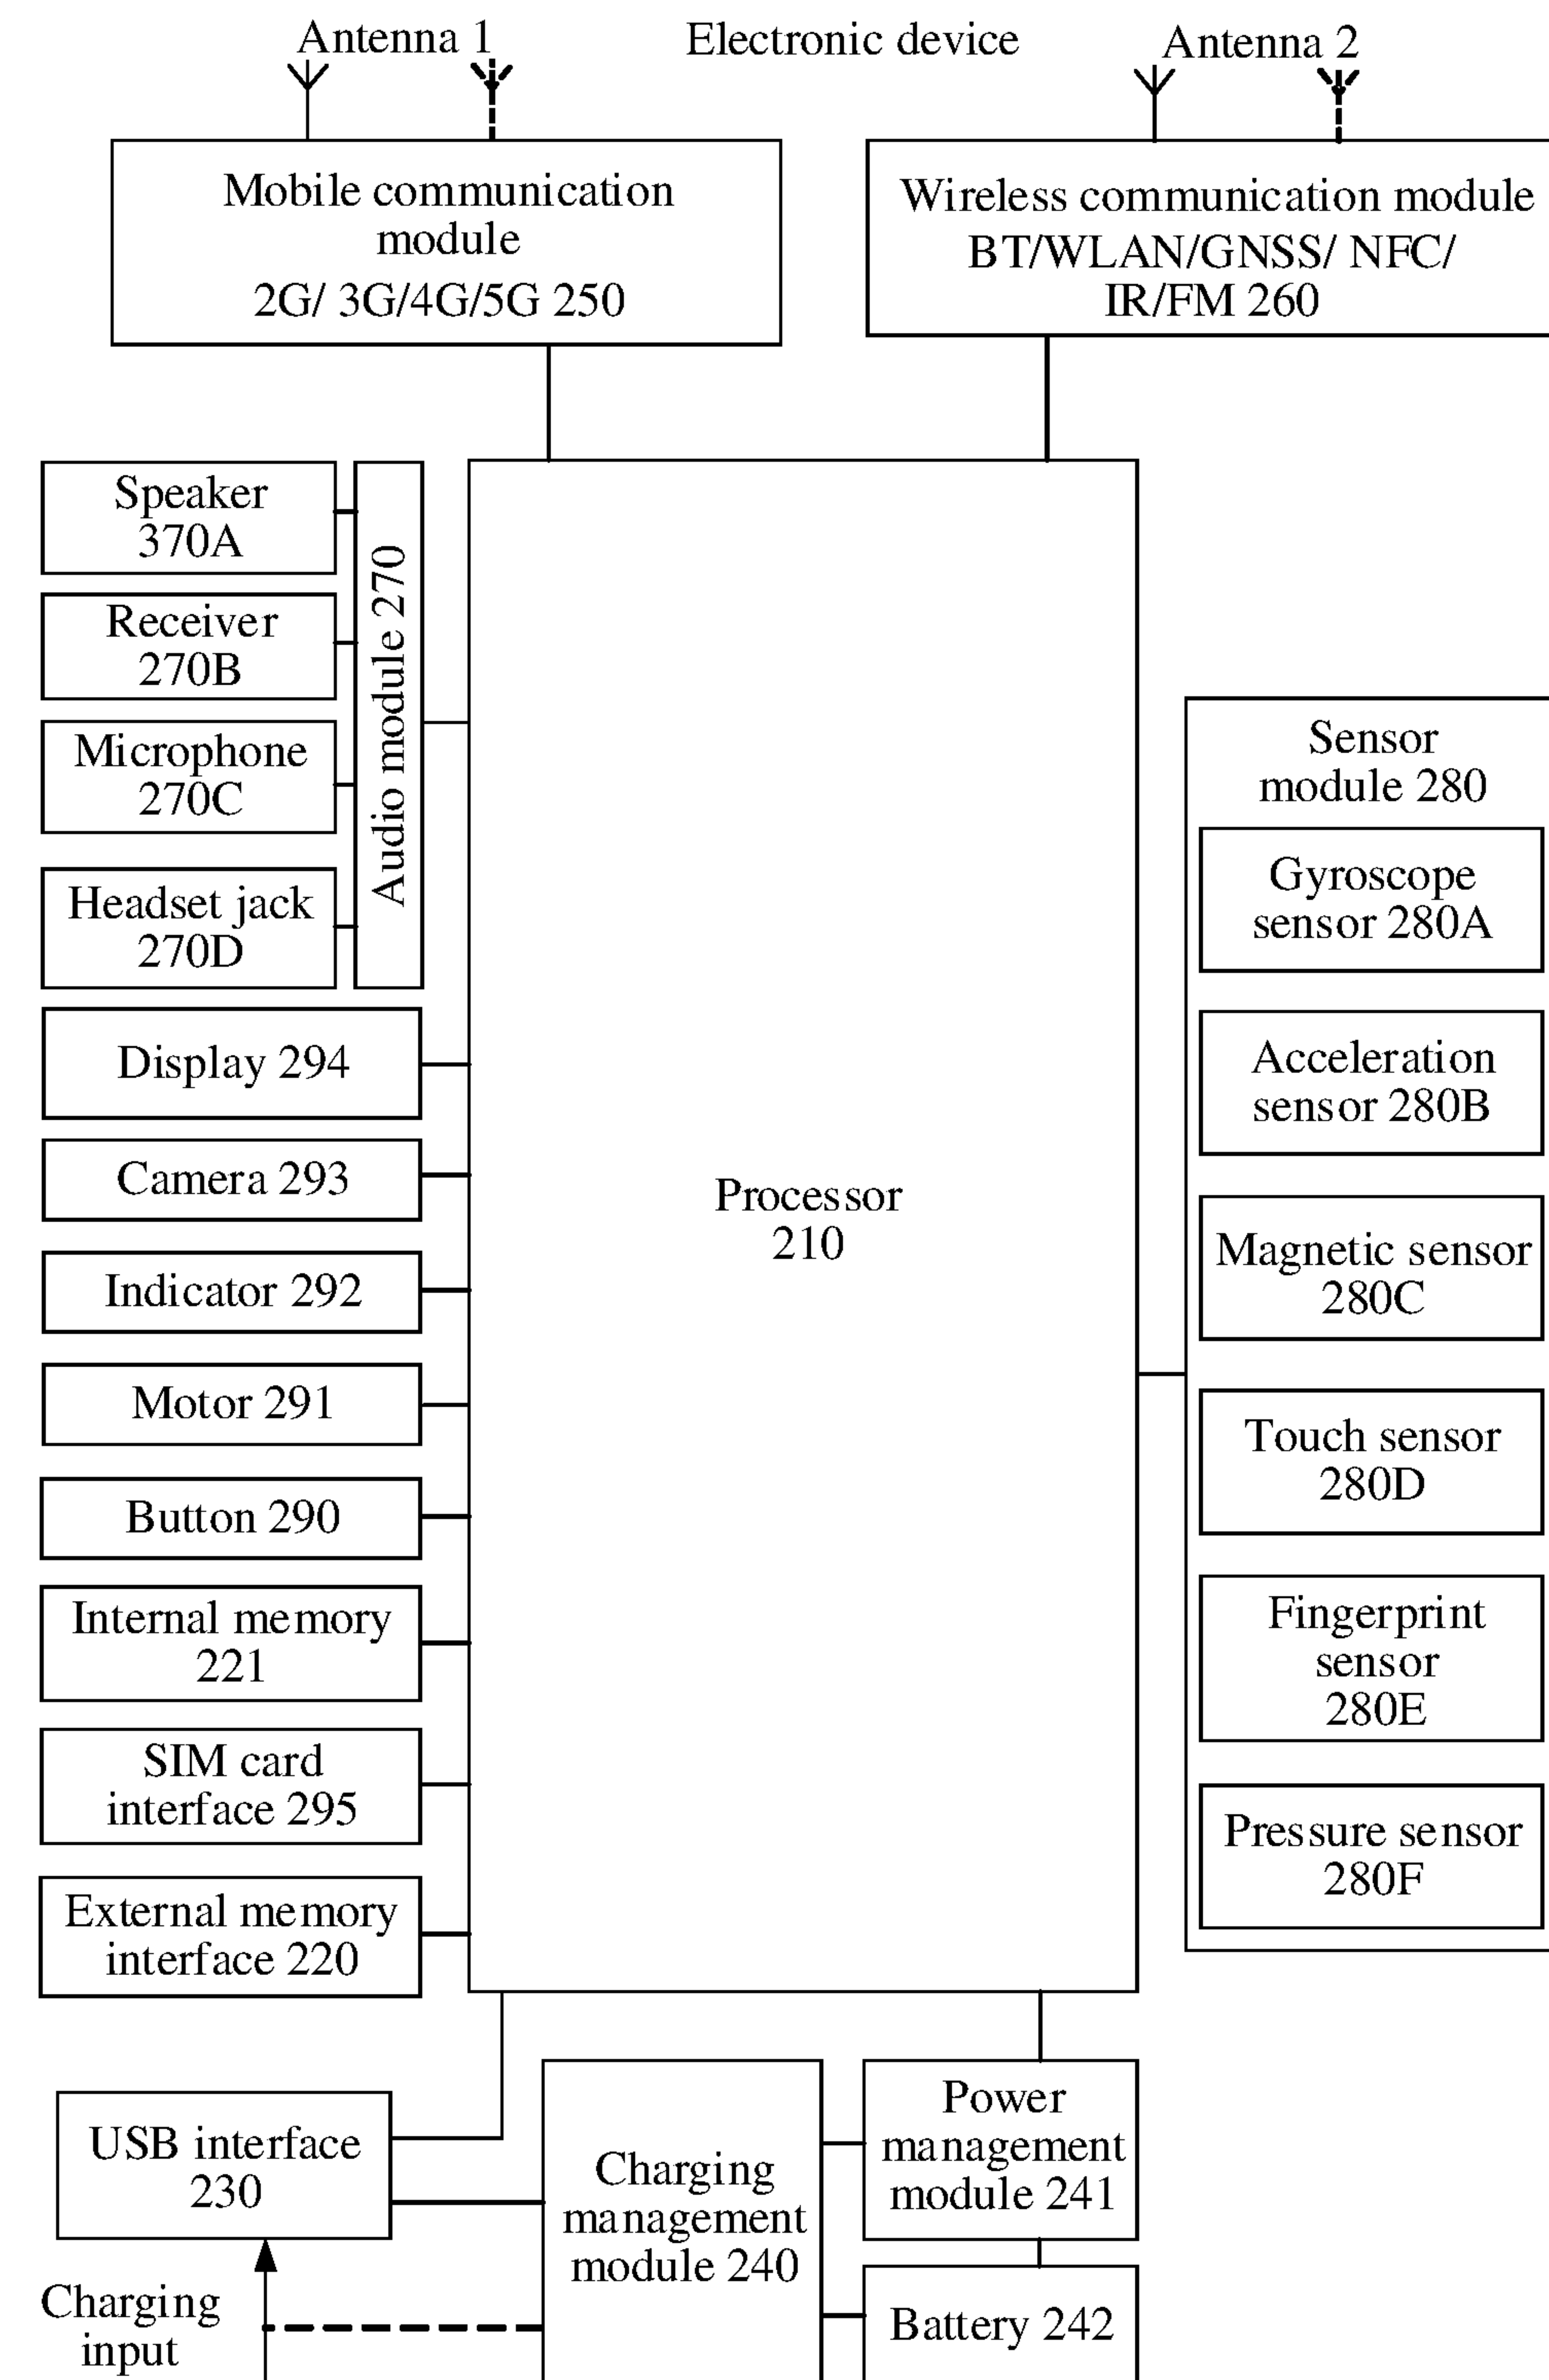 Antenna 1
Electronic device
Antenna 2
Mobile communication
module
2G/ 3G/4G/5G 250
Wireless communication module
BT/WLAN/GNSS/ NFC/
IR/FM 260
Speaker
370A
Receiver
270B
Microphone
270C
Headset jack
270D
Audio module 270
Display 294
Camera 293
Indicator 292
Motor 291
Button 290
Internal memory
221
SIM card
interface 295
External memory
interface 220
Processor
210
Sensor
module 280
Gyroscope
sensor 280A
Acceleration
sensor 280B
Magnetic sensor
280C
Touch sensor
280D
Fingerprint
sensor
280E
Pressure sensor
280F
USB interface
230
Charging
management
module 240
Power
management
module 241
Battery 242
Charging
input